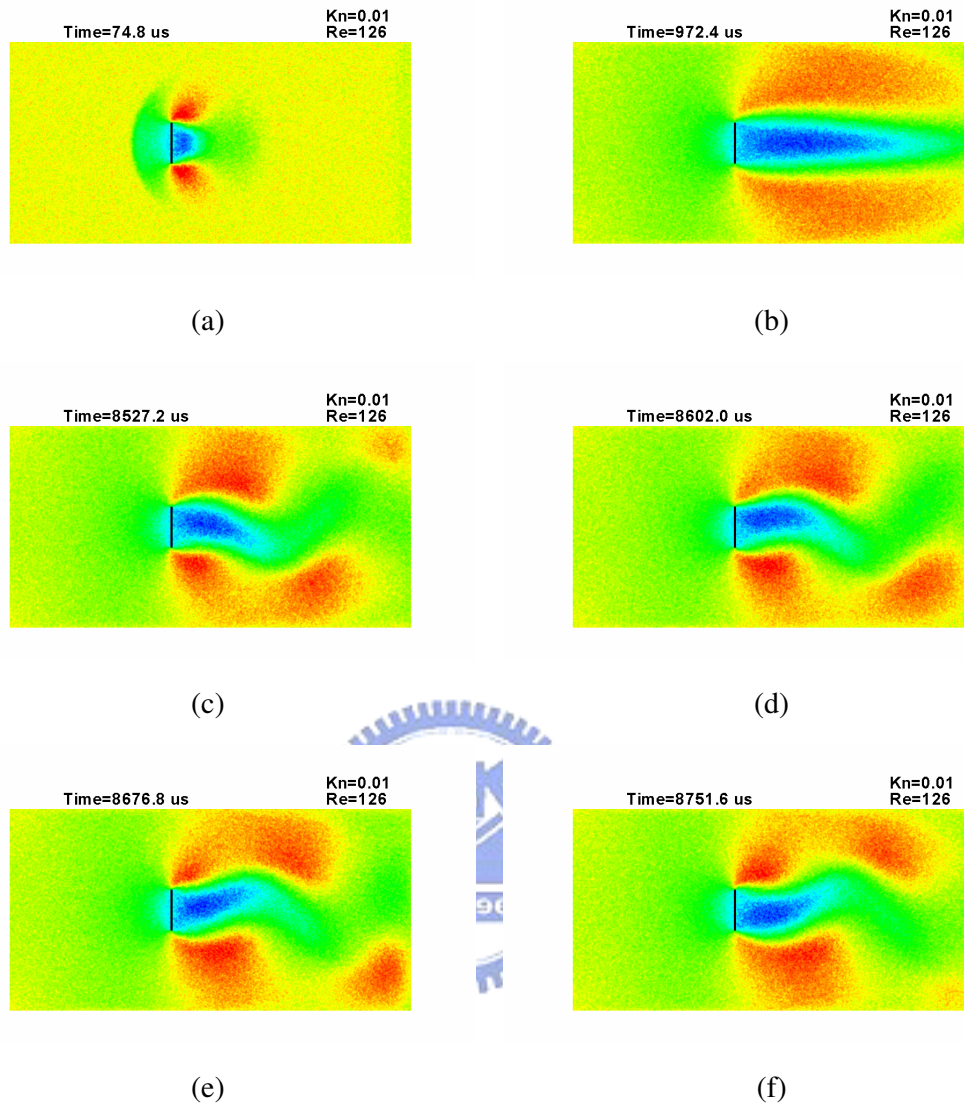 Kn=0.01
Time=74.8 us Re=126
Kn=0.01
Time=972.4 us Re=126
(a)
(b)
Kn=0.01
Time=8527.2 us Re=126
Kn=0.01
Time=8602.0 us Re=126
(c)
(d)
Kn=0.01
Time=8676.8 us Re=126
Kn=0.01
Time=8751.6 us Re=126
(e)
(f)